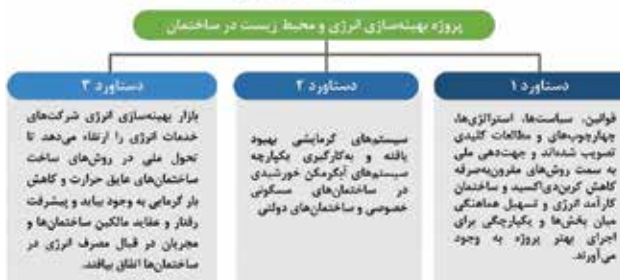 پروژه بهینه‌سازی انرژی و محیط زیست در ساختمان
دستاورد ۱
قوانین، سیاست‌ها، استراتژی‌ها،
چهارچوب‌های و مطالعات کلیدی
تصویب شده‌اند و جهت‌دهی ملی
به سمت روش‌های مقرون‌به‌صرفه
کاهش کربن‌دی‌اکسید و ساختمان
کارآمد انرژی و تسهیل هماهنگی
میان بخش‌ها و یکپارچگی برای
اجرای بهتر پروژه به وجود
می‌آورند.
دستاورد ۲
سیستم‌های گرمایشی بهبود
یافته و به‌کارگیری یکپارچه
سیستم‌های آبگرمکن خورشیدی
در ساختمان‌های مسکونی
خصوصی و ساختمان‌های دولتی
دستاورد ۳
بازار بهینه‌سازی انرژی شرکت‌های
خدمات انرژی را ارتقاء می‌دهد تا
تحول ملی در روش‌های ساخت
ساختمان‌های عایق حرارت و کاهش
بار گرمایی به وجود بیاید و پیشرفت
رفتار و عقاید مالکین ساختمان‌ها و
مجریان در قبال مصرف انرژی در
ساختمان‌ها اتفاق بیافتد.